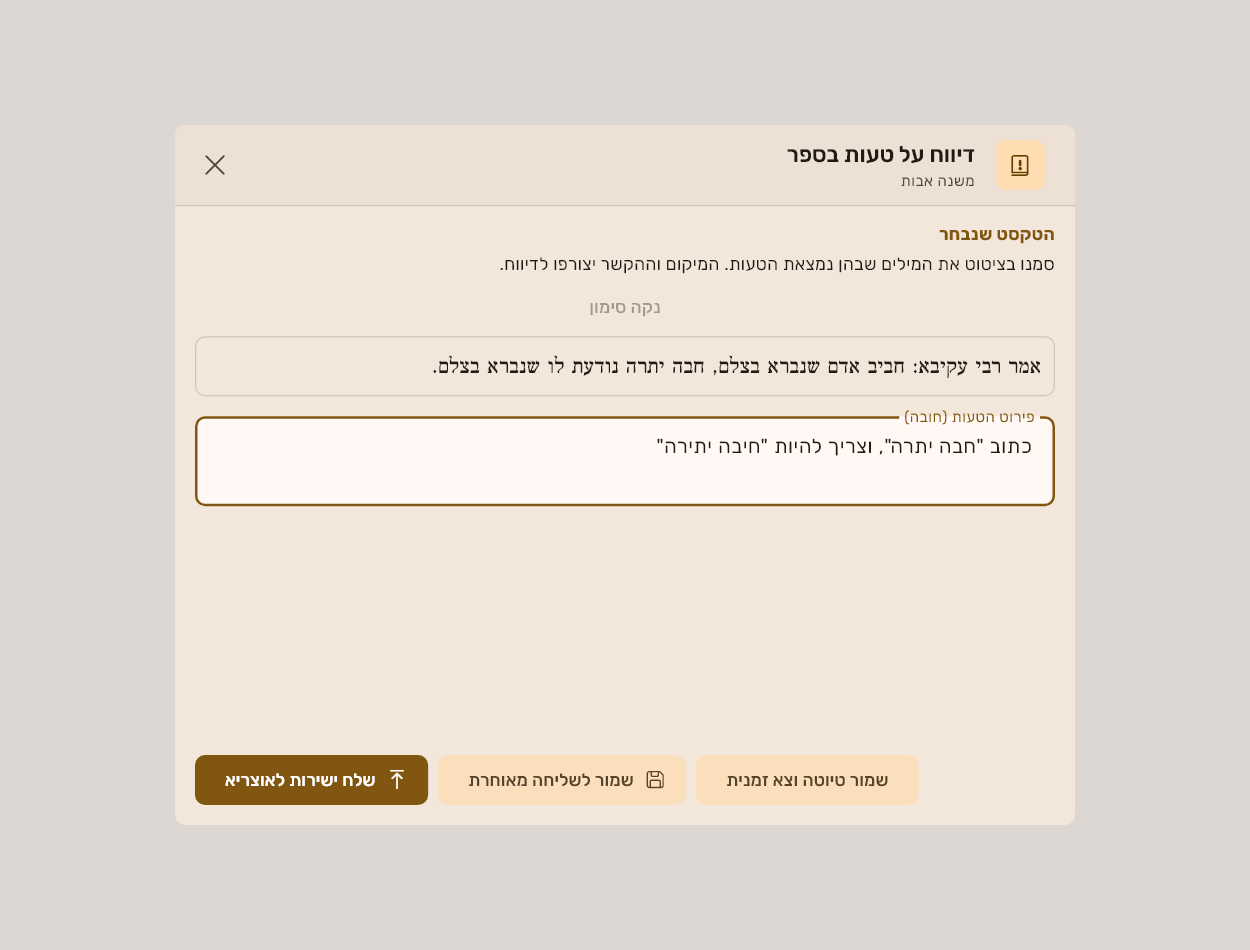 דיווח על טעות בספר
משנה אבות
הטקסט שנבחר
סמנו בציטוט את המילים שבהן נמצאת הטעות. המיקום וההקשר יצורפו לדיווח.
נקה סימון
אמר רבי עקיבא: חביב אדם שנברא בצלם, חבה יתרה נודעת לו שנברא בצלם.
פירוט הטעות (חובה)
כתוב "חבה יתרה", וצריך להיות "חיבה יתירה"
שמור טיוטה וצא זמנית
שמור לשליחה מאוחרת
שלח ישירות לאוצריא